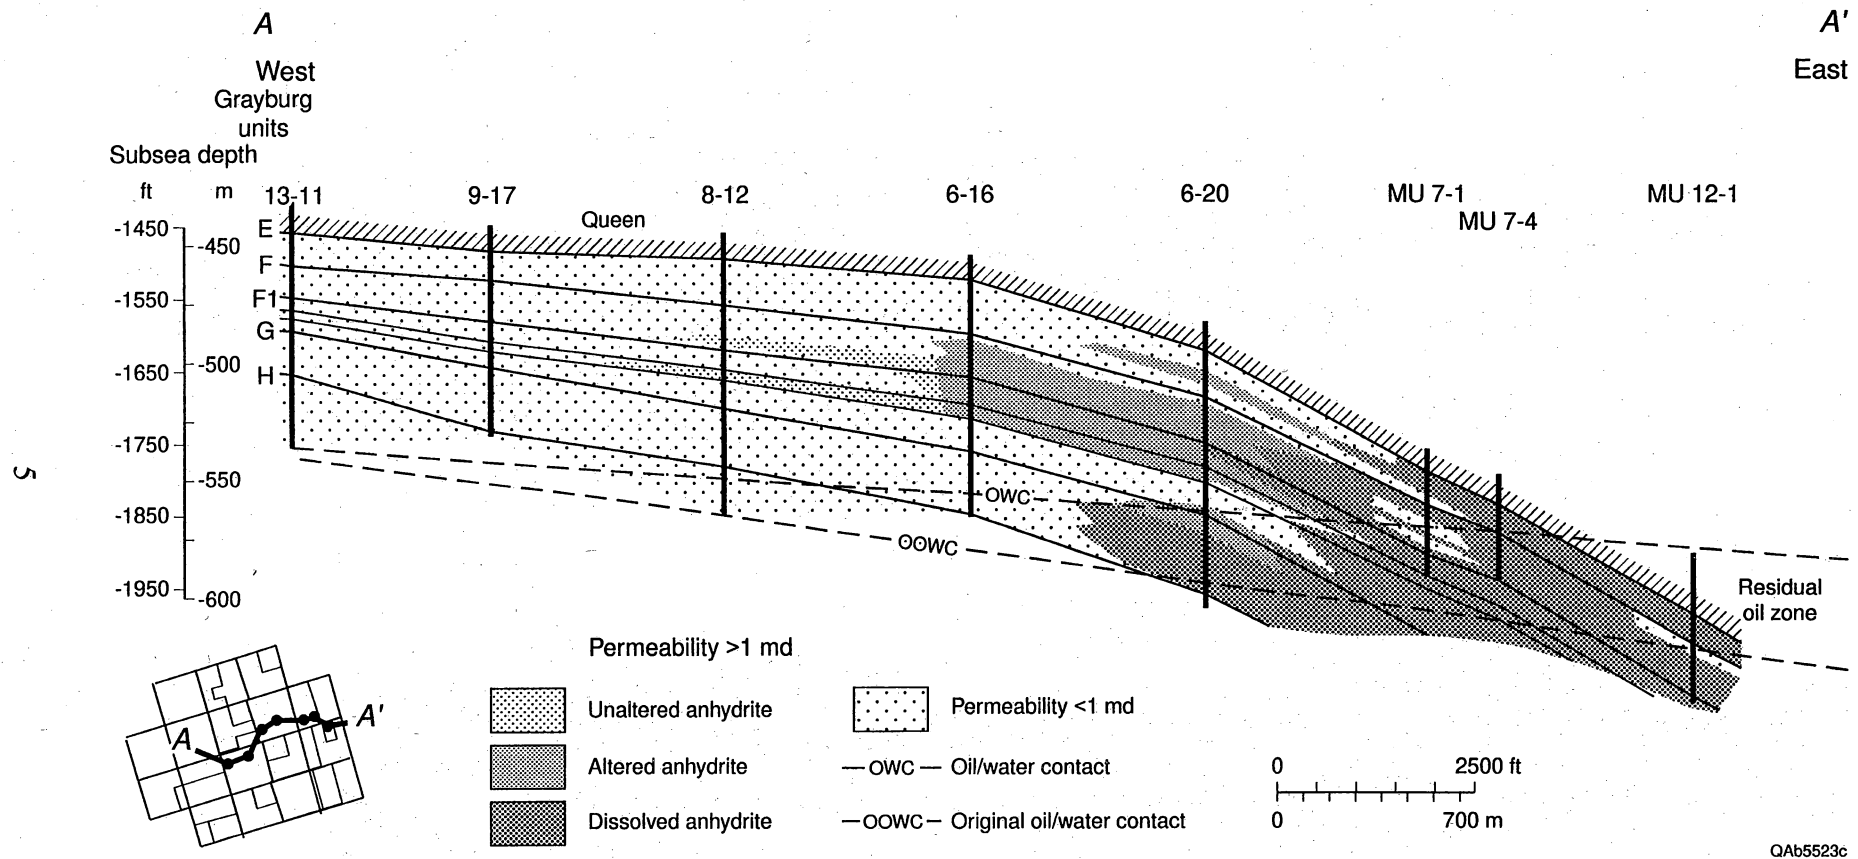 A
A'
West
East
Grayburg
units
Subsea depth
ft
m
13-11
9-17
8-12
6-16
6-20
MU 7-1
MU 7-4
MU 12-1
Queen
-1450
-1550
-1650
-1750
-1850
-1950
-450
-500
-550
-600
E
F
F1
G
H
OWC
OOWC
Residual
oil zone
5
A
A'
Permeability >1 md
Unaltered anhydrite
Altered anhydrite
Dissolved anhydrite
Permeability <1 md
— OWC — Oil/water contact
— OOWC — Original oil/water contact
0
2500 ft
0
700 m
QAb5523c